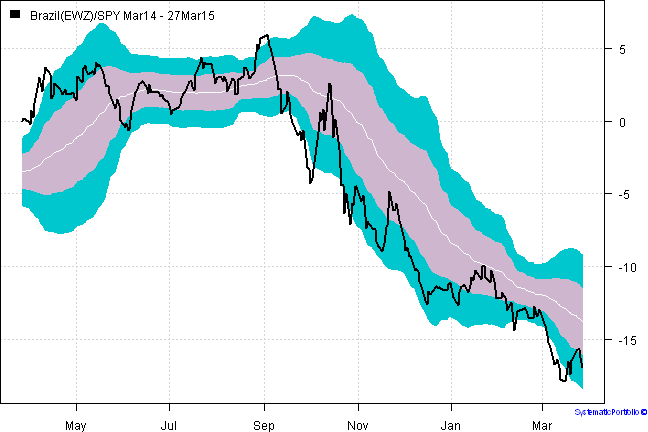 Brazil(EWZ)/SPY Mar14 - 27Mar15
5
0
-5
-10
-15
May Jul Sep Nov Jan Mar
SystematicPortfolio ©